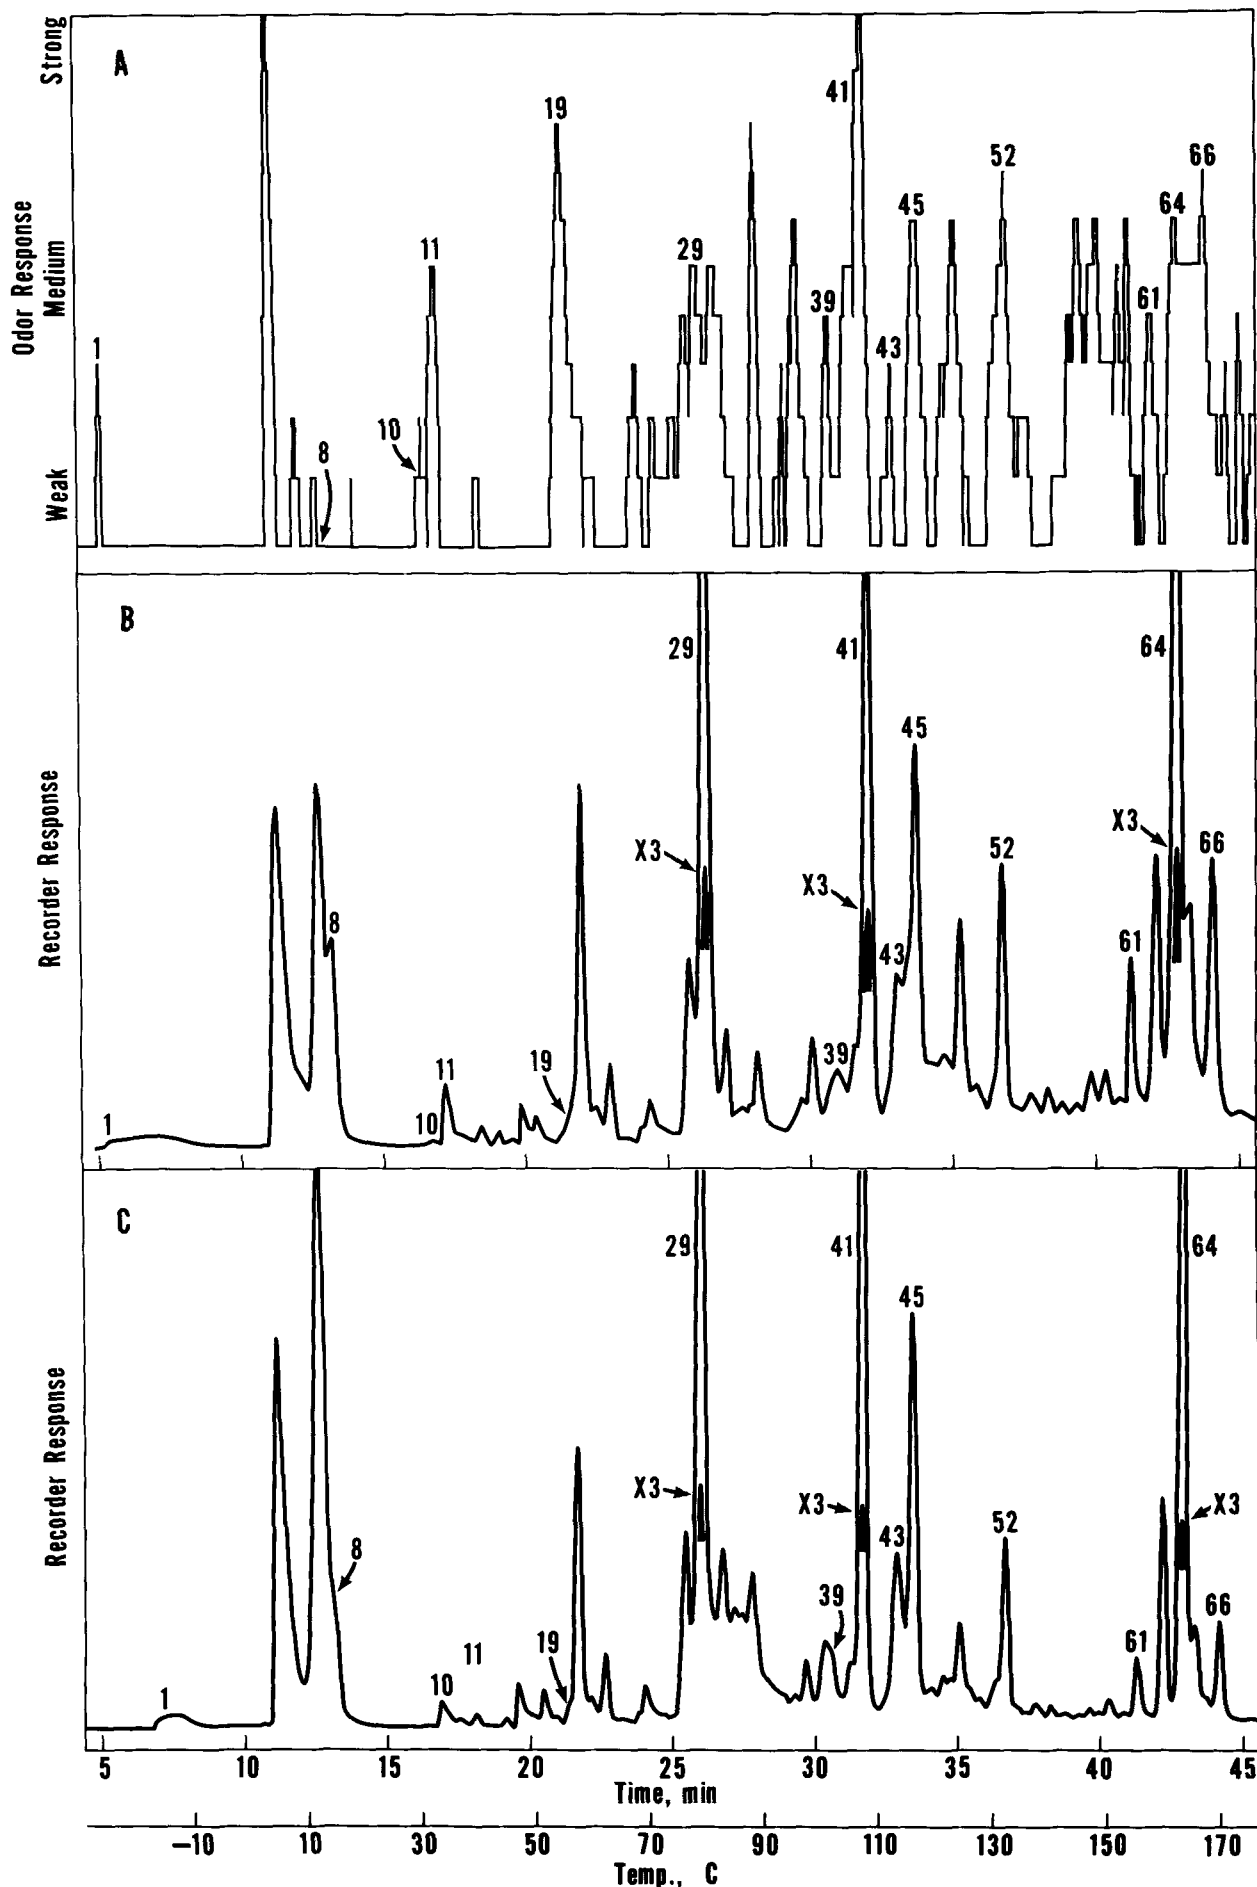 A
Strong
Medium
Weak
Odor Response
1
8
10
11
19
29
39
41
43
45
52
61
64
66
B
Recorder Response
1
8
10
11
19
29
X3
39
41
X3
43
45
52
61
64
X3
66
C
Recorder Response
1
8
10
11
19
29
X3
39
41
X3
43
45
52
61
64
X3
66
5 10 15 20 25 30 35 40 45
Time, min
−10 10 30 50 70 90 110 130 150 170
Temp., C